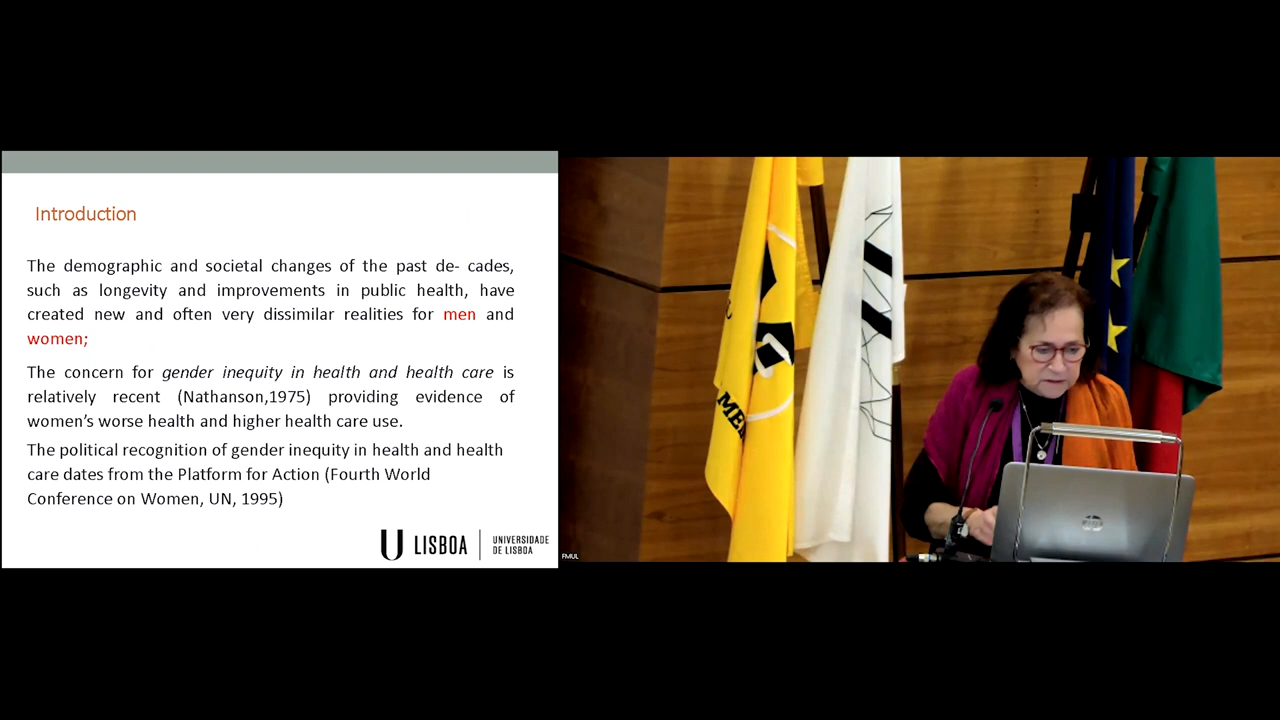 Introduction
The demographic and societal changes of the past de- cades,
such as longevity and improvements in public health, have
created new and often very dissimilar realities for men and
women;
The concern for gender inequity in health and health care is
relatively recent (Nathanson,1975) providing evidence of
women’s worse health and higher health care use.
The political recognition of gender inequity in health and health
care dates from the Platform for Action (Fourth World
Conference on Women, UN, 1995)
U LISBOA
UNIVERSIDADE
DE LISBOA
FMUL
hp